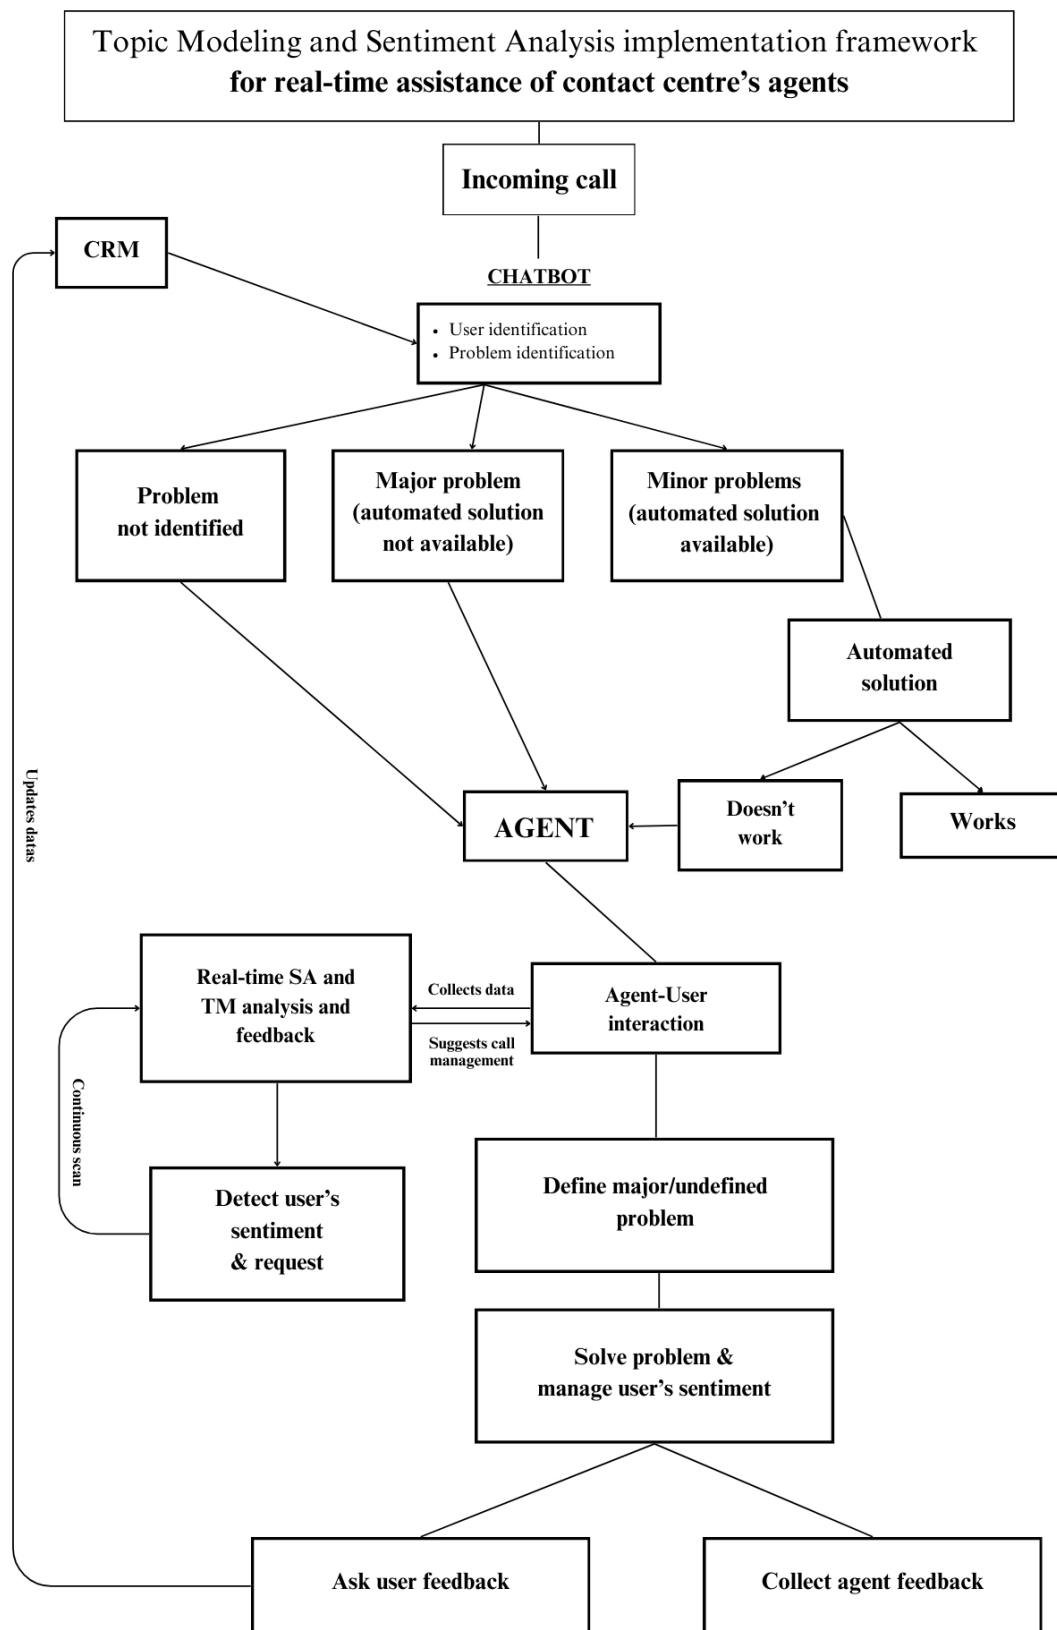 Topic Modeling and Sentiment Analysis implementation framework
for real-time assistance of contact centre’s agents
Incoming call
CRM
CHATBOT
• User identification
• Problem identification
Problem
not identified
Major problem
(automated solution
not available)
Minor problems
(automated solution
available)
Automated
solution
Doesn’t
work
Works
AGENT
Updates datas
Real-time SA and
TM analysis and
feedback
Collects data
Suggests call
management
Agent-User
interaction
Continuous scan
Detect user’s
sentiment
& request
Define major/undefined
problem
Solve problem &
manage user’s sentiment
Ask user feedback
Collect agent feedback